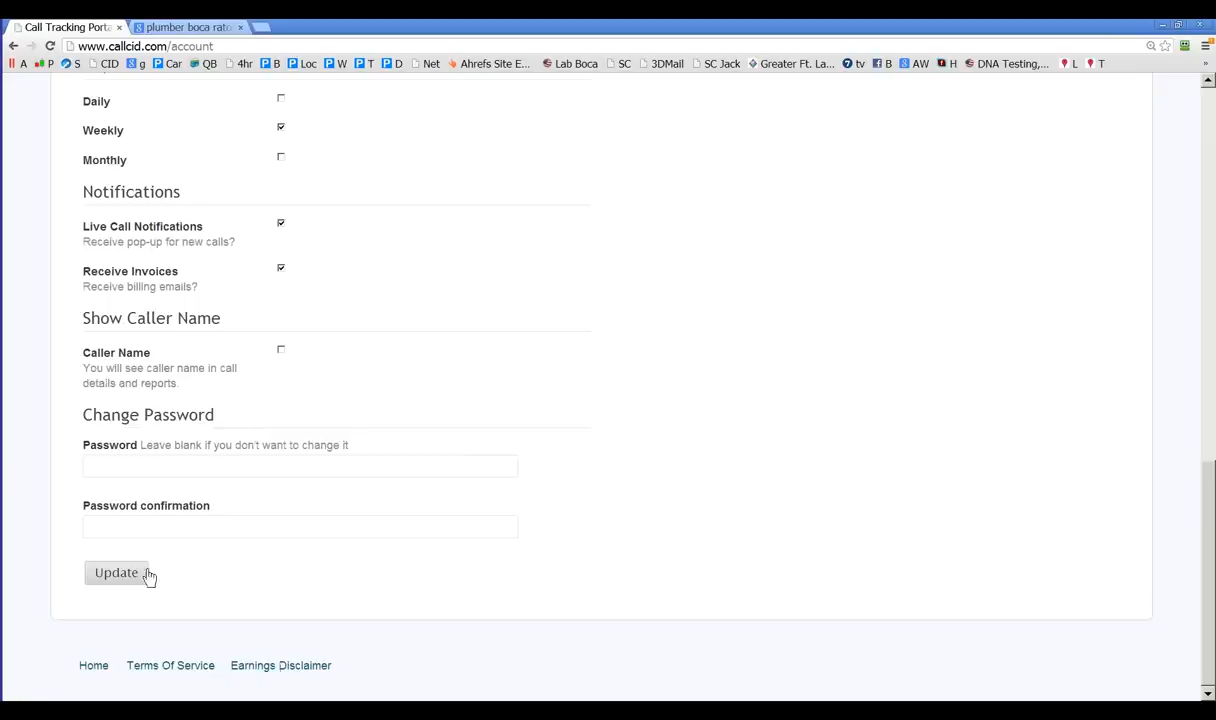 Call Tracking Porta
plumber boca rato
www.callcid.com/account
A P S CID g Car QB 4hr B Loc W T D Net Ahrefs Site E... Lab Boca SC 3DMail SC Jack Greater Ft. La... tv B AW H DNA Testing,... L T »
Daily
Weekly
Monthly
Notifications
Live Call Notifications
Receive pop-up for new calls?
Receive Invoices
Receive billing emails?
Show Caller Name
Caller Name
You will see caller name in call
details and reports.
Change Password
Password Leave blank if you don't want to change it
Password confirmation
Update
Home Terms Of Service Earnings Disclaimer